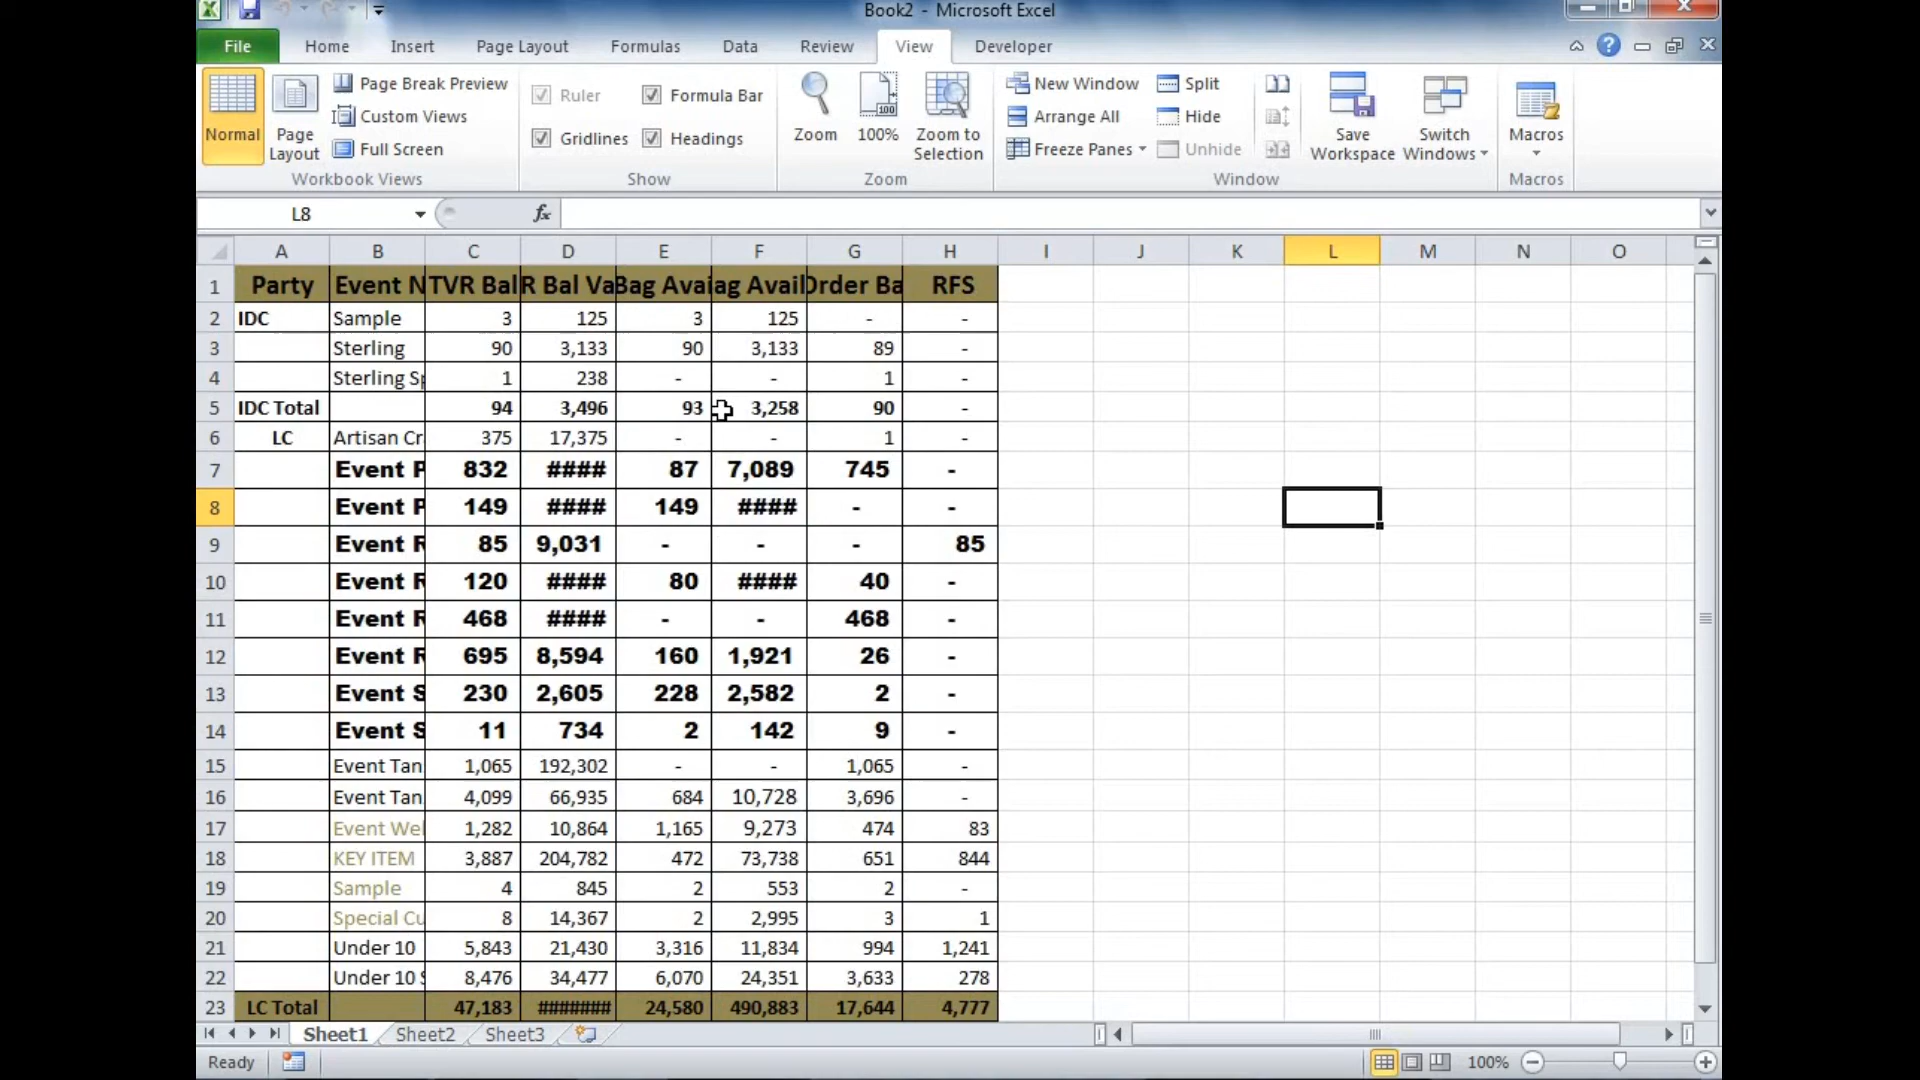 Book2 - Microsoft Excel
File Home Insert Page Layout Formulas Data Review View Developer
Normal
Page Layout
Page Break Preview
Custom Views
Full Screen
Workbook Views
Ruler
Formula Bar
Gridlines
Headings
Show
Zoom
100%
Zoom to Selection
Zoom
New Window
Arrange All
Freeze Panes
Split
Hide
Unhide
Window
Save Workspace
Switch Windows
Macros
Macros
L8 fx
A B C D E F G H I J K L M N O
1 Party Event N TVR Bal R Bal Va Bag Avai ag Avail Order Ba RFS
2 IDC Sample 3 125 3 125 - -
3 Sterling 90 3,133 90 3,133 89 -
4 Sterling Sp 1 238 - - 1 -
5 IDC Total 94 3,496 93 3,258 90 -
6 LC Artisan Cr 375 17,375 - - 1 -
7 Event P 832 #### 87 7,089 745 -
8 Event P 149 #### 149 #### - -
9 Event R 85 9,031 - - - 85
10 Event R 120 #### 80 #### 40 -
11 Event R 468 #### - - 468 -
12 Event R 695 8,594 160 1,921 26 -
13 Event S 230 2,605 228 2,582 2 -
14 Event S 11 734 2 142 9 -
15 Event Tan 1,065 192,302 - - 1,065 -
16 Event Tan 4,099 66,935 684 10,728 3,696 -
17 Event Wel 1,282 10,864 1,165 9,273 474 83
18 KEY ITEM 3,887 204,782 472 73,738 651 844
19 Sample 4 845 2 553 2 -
20 Special Cu 8 14,367 2 2,995 3 1
21 Under 10 5,843 21,430 3,316 11,834 994 1,241
22 Under 10 S 8,476 34,477 6,070 24,351 3,633 278
23 LC Total 47,183 ####### 24,580 490,883 17,644 4,777
Sheet1 Sheet2 Sheet3
Ready 100%